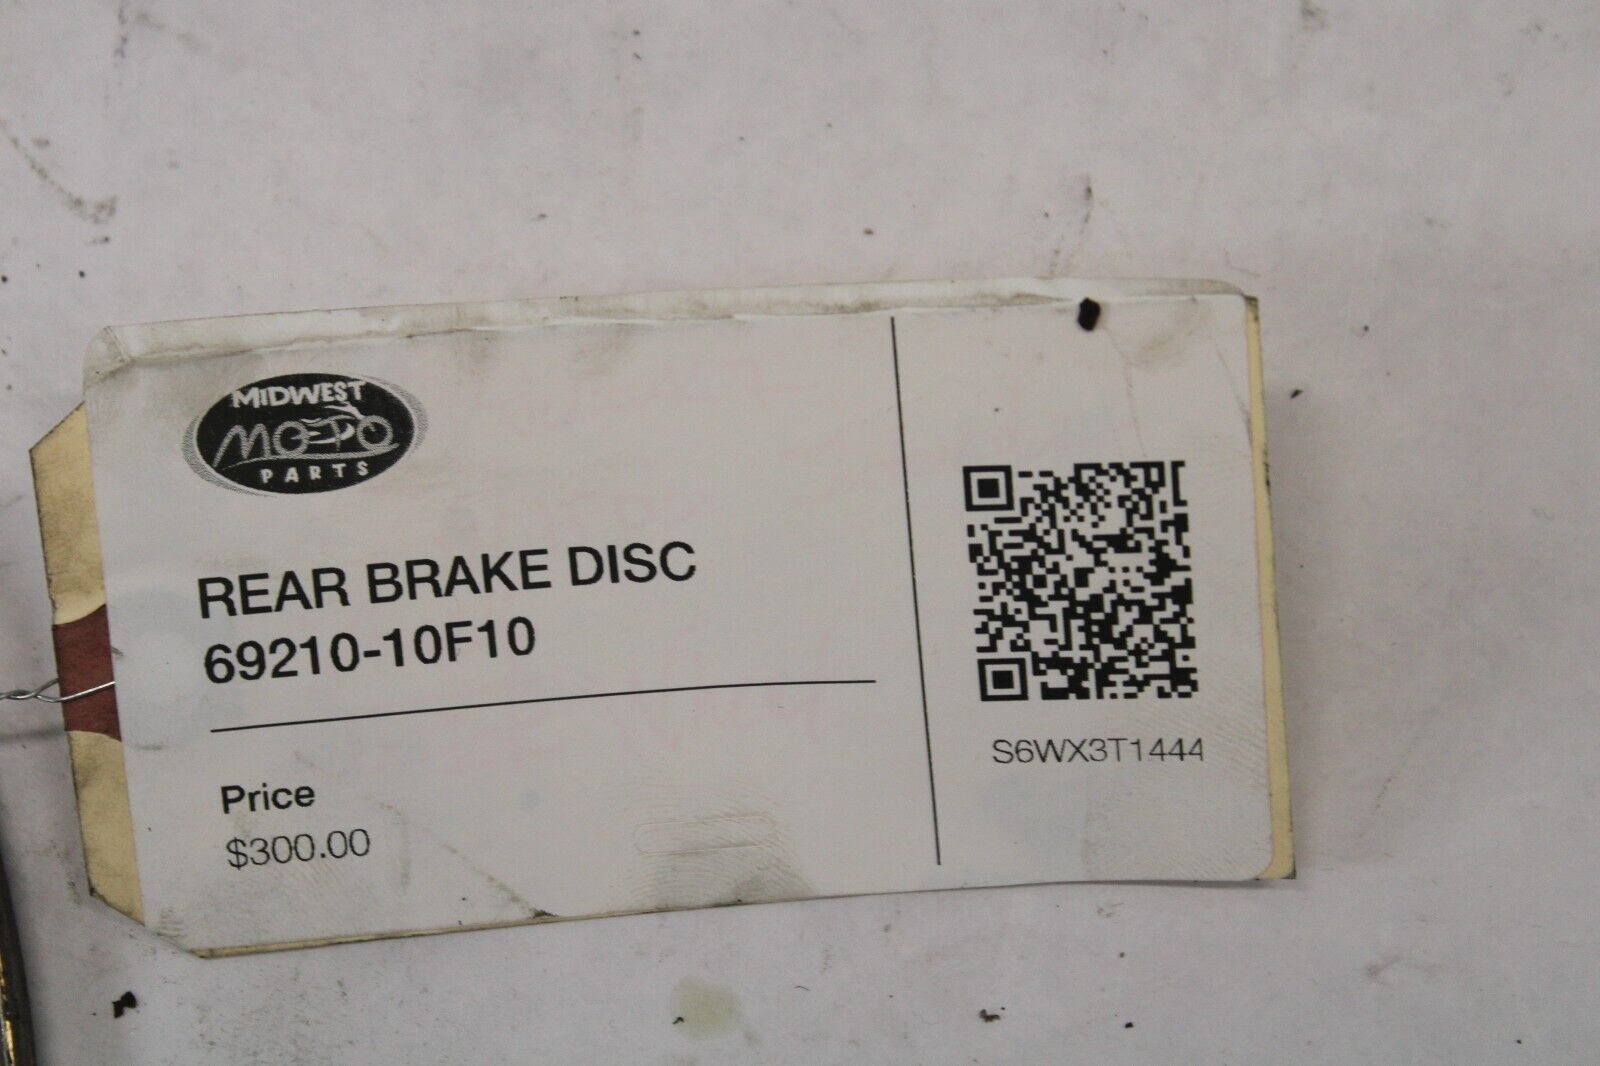 MIDWEST
MOTO
PARTS
REAR BRAKE DISC
69210-10F10
Price
$300.00
S6WX3T1444